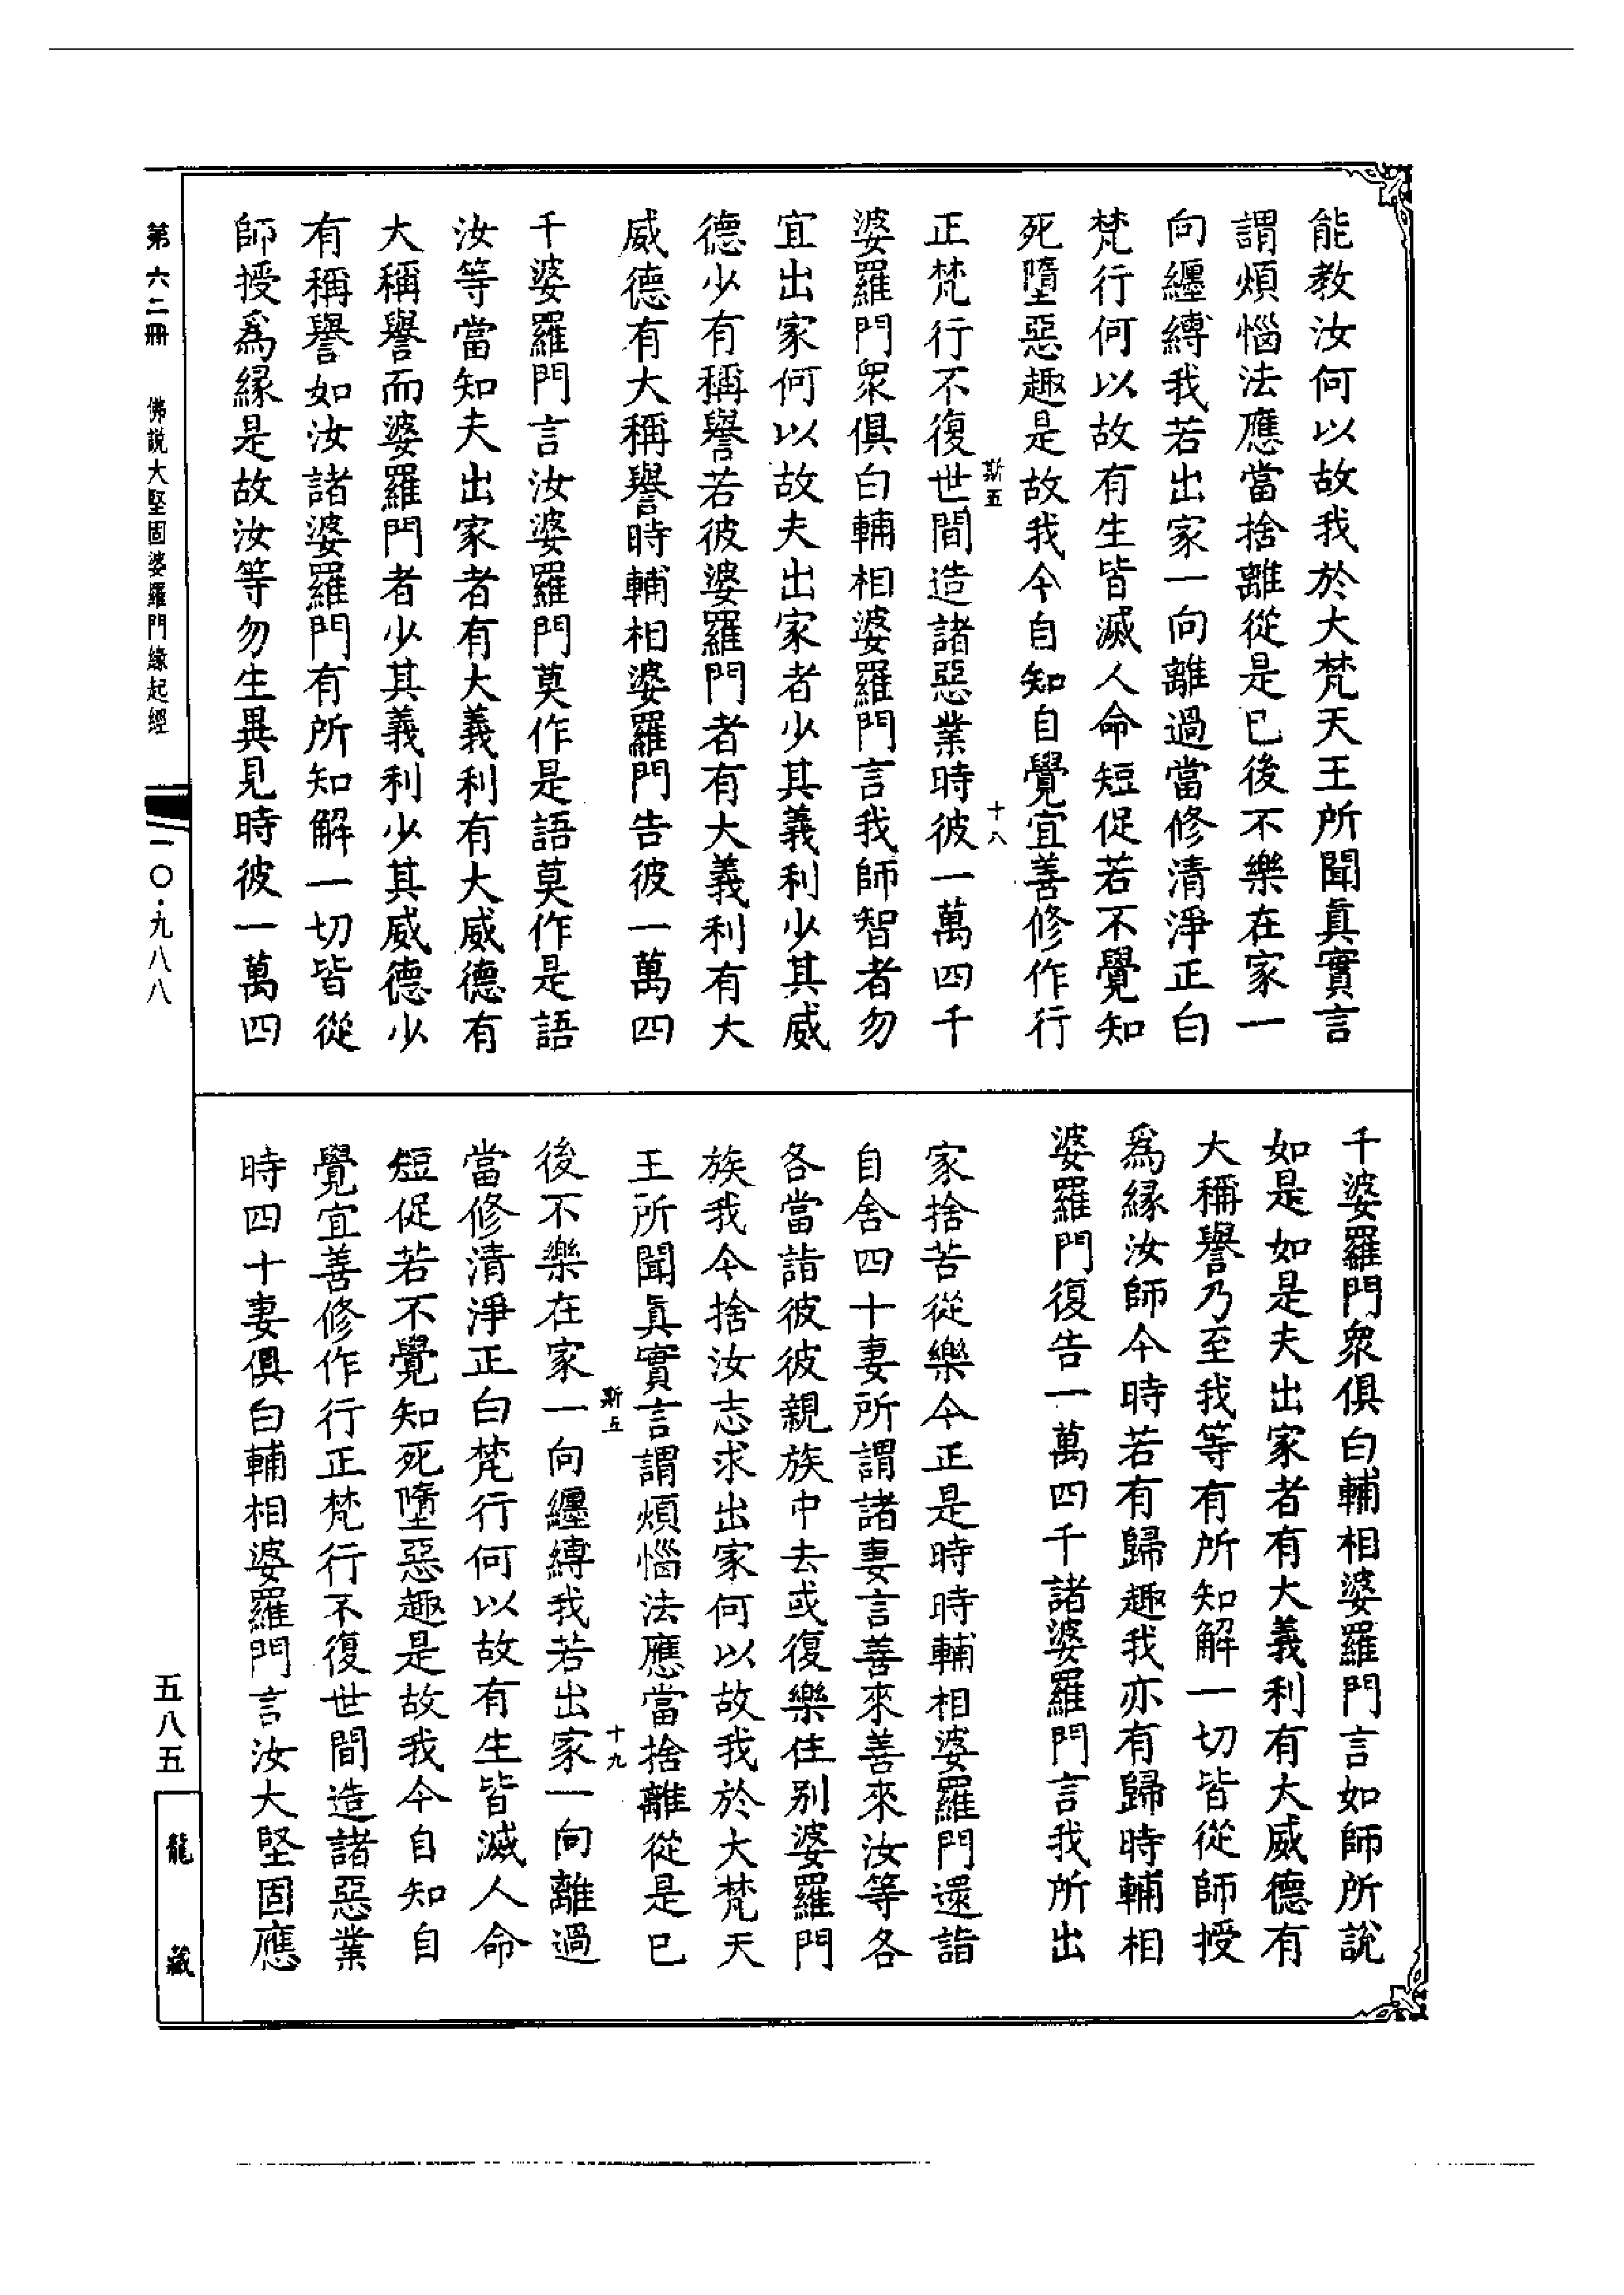 能教汝何以故我於大梵天王所聞眞實言
謂煩惱法應當捨離從是已後不樂在家一
向纏縛我若出家一向離過當修清淨正白
梵行何以故有生皆滅人命短促若不覺知
死墮惡趣是故我今自知自覺宜善修作行
斯五
十八
正梵行不復世間造諸惡業時彼一萬四千
婆羅門衆俱白輔相婆羅門言我師智者勿
宜出家何以故夫出家者少其義利少其威
德少有稱譽若彼婆羅門者有大義利有大
威德有大稱譽時輔相婆羅門告彼一萬四
千婆羅門言汝婆羅門莫作是語莫作是語
汝等當知夫出家者有大義利有大威德有
大稱譽而婆羅門者少其義利少其威德少
有稱譽如汝諸婆羅門有所知解一切皆從
師授爲緣是故汝等勿生異見時彼一萬四
千婆羅門衆俱白輔相婆羅門言如師所說
如是如是夫出家者有大義利有大威德有
大稱譽乃至我等有所知解一切皆從師授
爲緣汝師今時若有歸趣我亦有歸時輔相
婆羅門復告一萬四千諸婆羅門言我所出
家捨苦從樂今正是時時輔相婆羅門還詣
自舍四十妻所謂諸妻言善來善來汝等各
各當詣彼彼親族中去或復樂住别婆羅門
族我今捨汝志求出家何以故我於大梵天
王所聞眞實言謂煩惱法應當捨離從是已
斯五
十九
後不樂在家一向纏縛我若出家一向離過
當修清淨正白梵行何以故有生皆滅人命
短促若不覺知死墮惡趣是故我今自知自
覺宜善修作行正梵行不復世間造諸惡業
時四十妻俱白輔相婆羅門言汝大堅固應
第六二冊 佛説大堅固婆羅門緣起經 一〇·九八八
五八五
龍藏